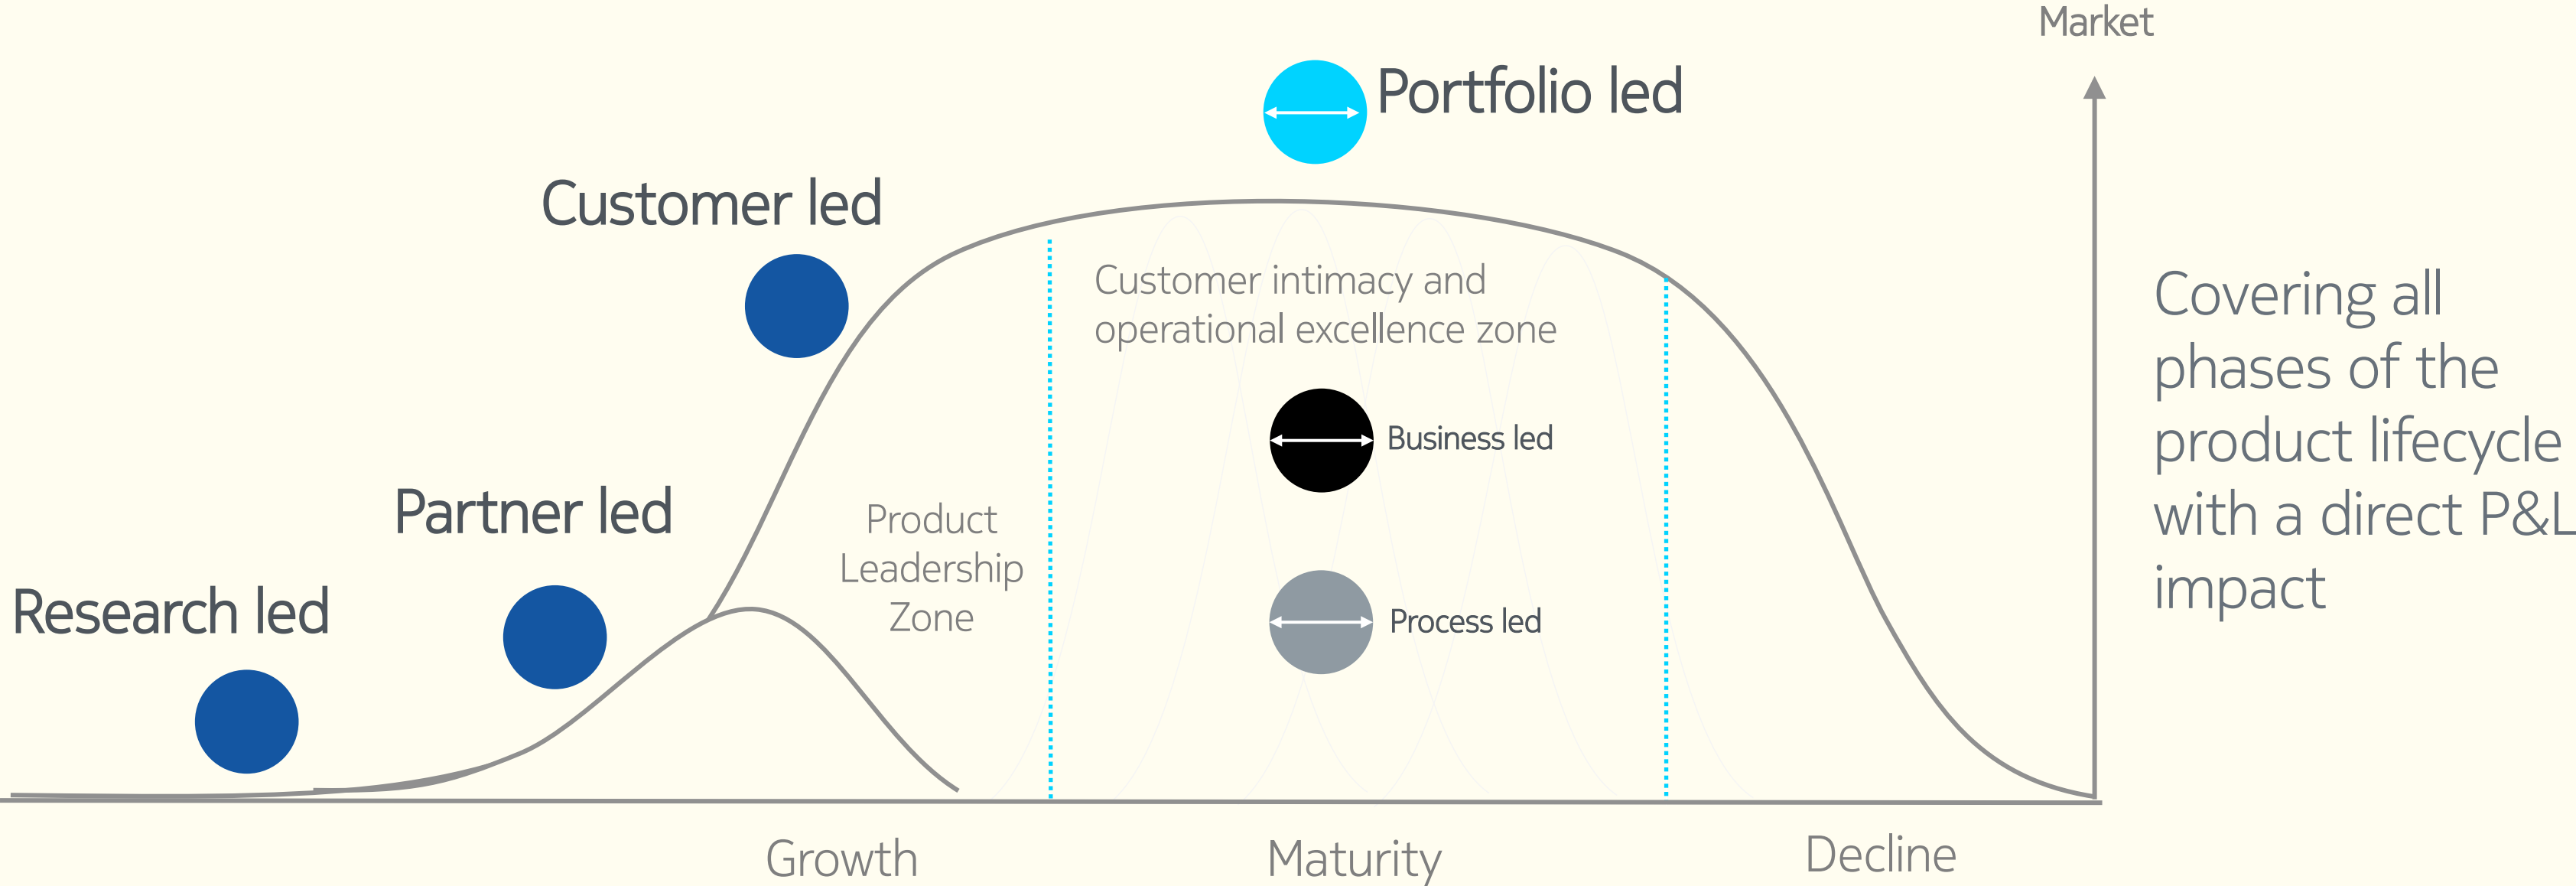 Market
Portfolio led
Customer led
Customer intimacy and
operational excellence zone
Covering all
phases of the
product lifecycle
with a direct P&L
impact
Business led
Partner led
Product
Leadership
Zone
Research led
Process led
Growth
Maturity
Decline